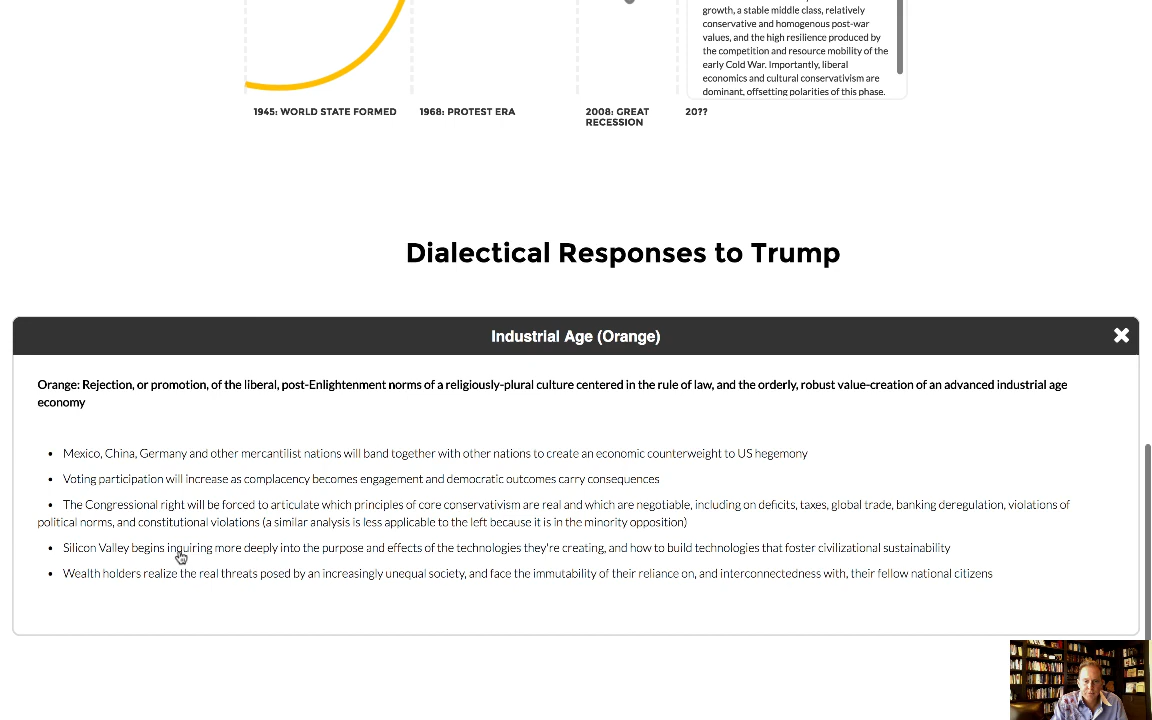 growth, a stable middle class, relatively
conservative and homogenous post-war
values, and the high resilience produced by
the competition and resource mobility of the
early Cold War. Importantly, liberal
economics and cultural conservativism are
dominant, offsetting polarities of this phase.
1945: WORLD STATE FORMED
1968: PROTEST ERA
2008: GREAT
RECESSION
20??
Dialectical Responses to Trump
Industrial Age (Orange)
Orange: Rejection, or promotion, of the liberal, post-Enlightenment norms of a religiously-plural culture centered in the rule of law, and the orderly, robust value-creation of an advanced industrial age
economy
• Mexico, China, Germany and other mercantilist nations will band together with other nations to create an economic counterweight to US hegemony
• Voting participation will increase as complacency becomes engagement and democratic outcomes carry consequences
• The Congressional right will be forced to articulate which principles of core conservativism are real and which are negotiable, including on deficits, taxes, global trade, banking deregulation, violations of
political norms, and constitutional violations (a similar analysis is less applicable to the left because it is in the minority opposition)
• Silicon Valley begins inquiring more deeply into the purpose and effects of the technologies they're creating, and how to build technologies that foster civilizational sustainability
• Wealth holders realize the real threats posed by an increasingly unequal society, and face the immutability of their reliance on, and interconnectedness with, their fellow national citizens